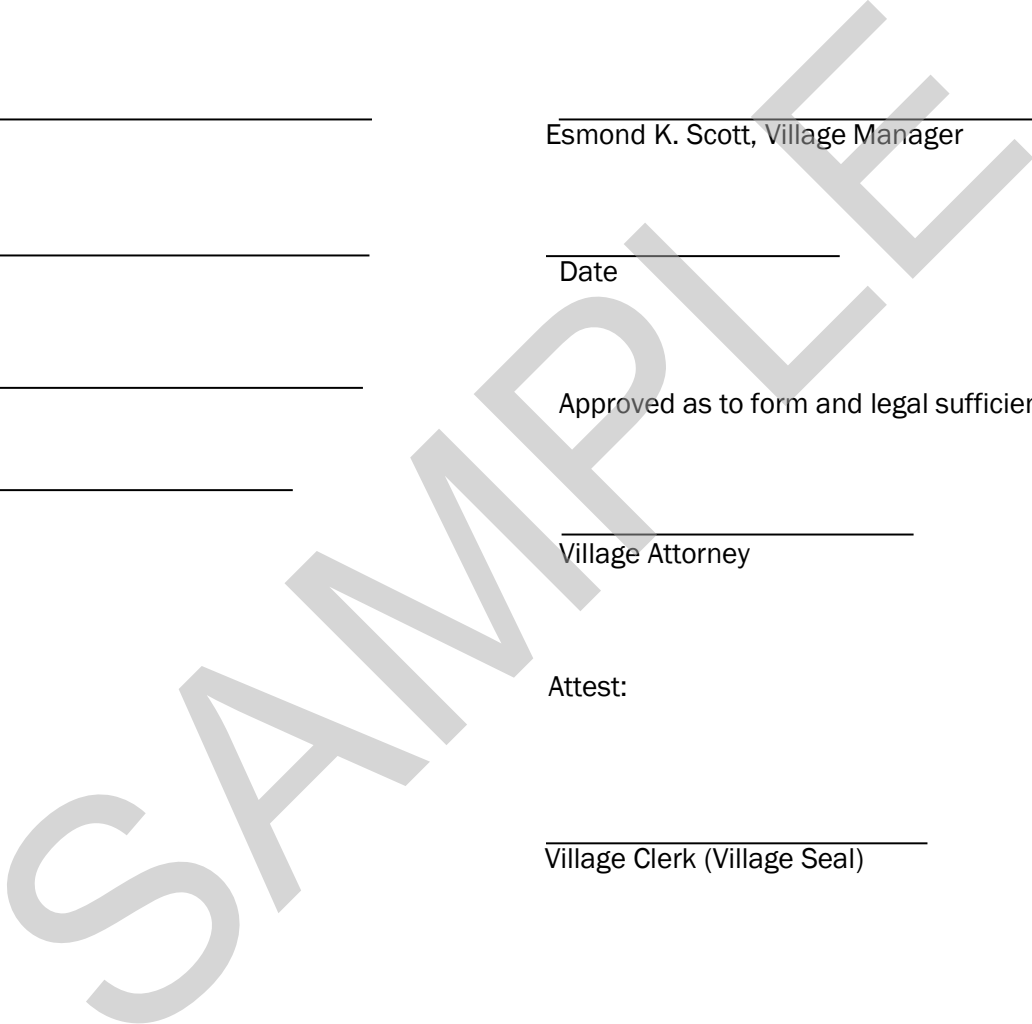 Esmond K. Scott, Village Manager
Date
Approved as to form and legal
Village Attorney
Attest:
Village Clerk (Village Seal)
SAMPLE